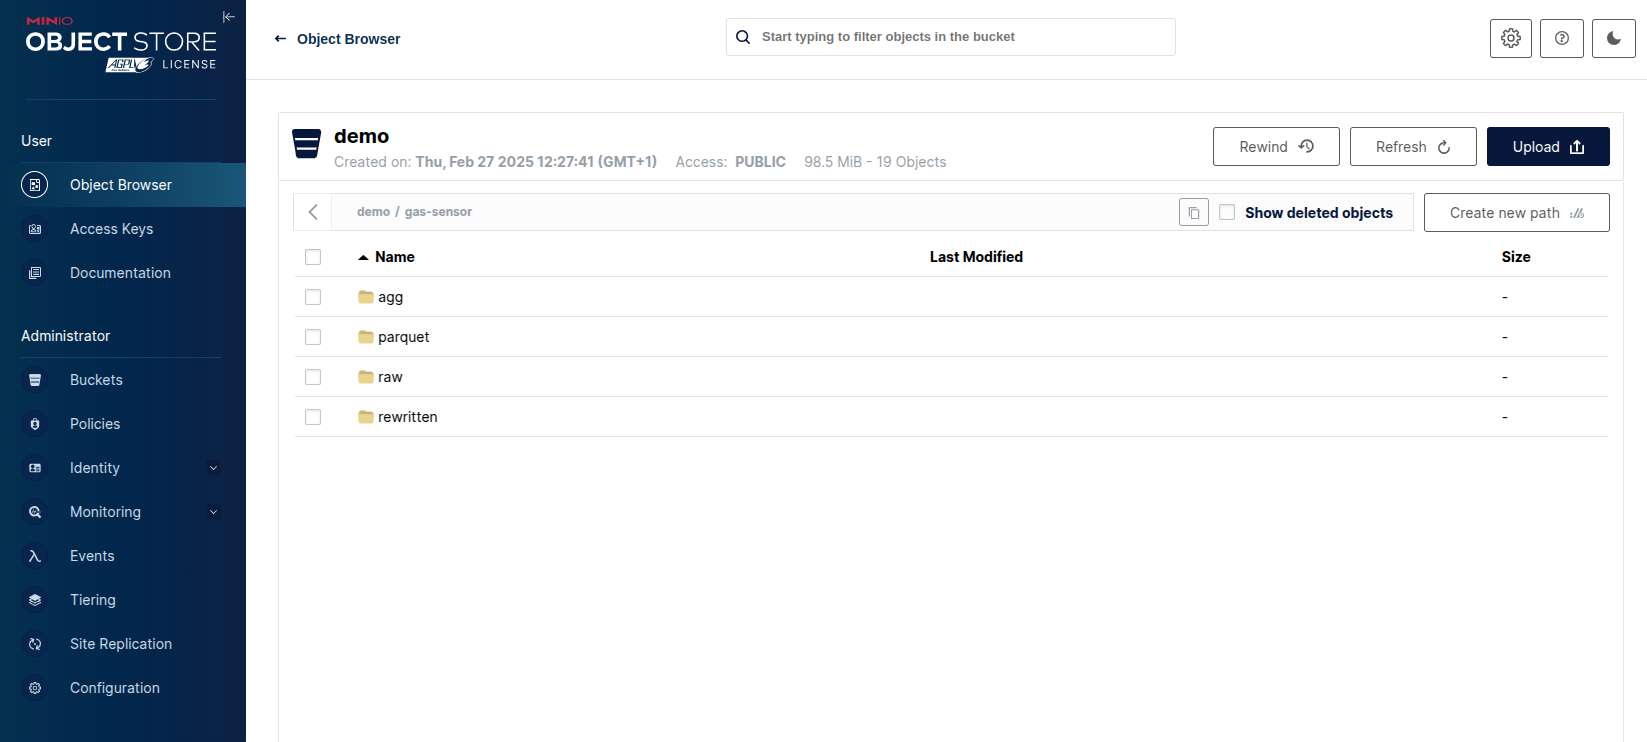 MINIO
OBJECT STORE
AGPL LICENSE
User
Object Browser
Access Keys
Documentation
Administrator
Buckets
Policies
Identity
Monitoring
Events
Tiering
Site Replication
Configuration
Object Browser
Start typing to filter objects in the bucket
demo
Created on: Thu, Feb 27 2025 12:27:41 (GMT+1) Access: PUBLIC 98.5 MiB - 19 Objects
Rewind Refresh Upload
demo / gas-sensor
Show deleted objects
Create new path
Name Last Modified Size
agg -
parquet -
raw -
rewritten -